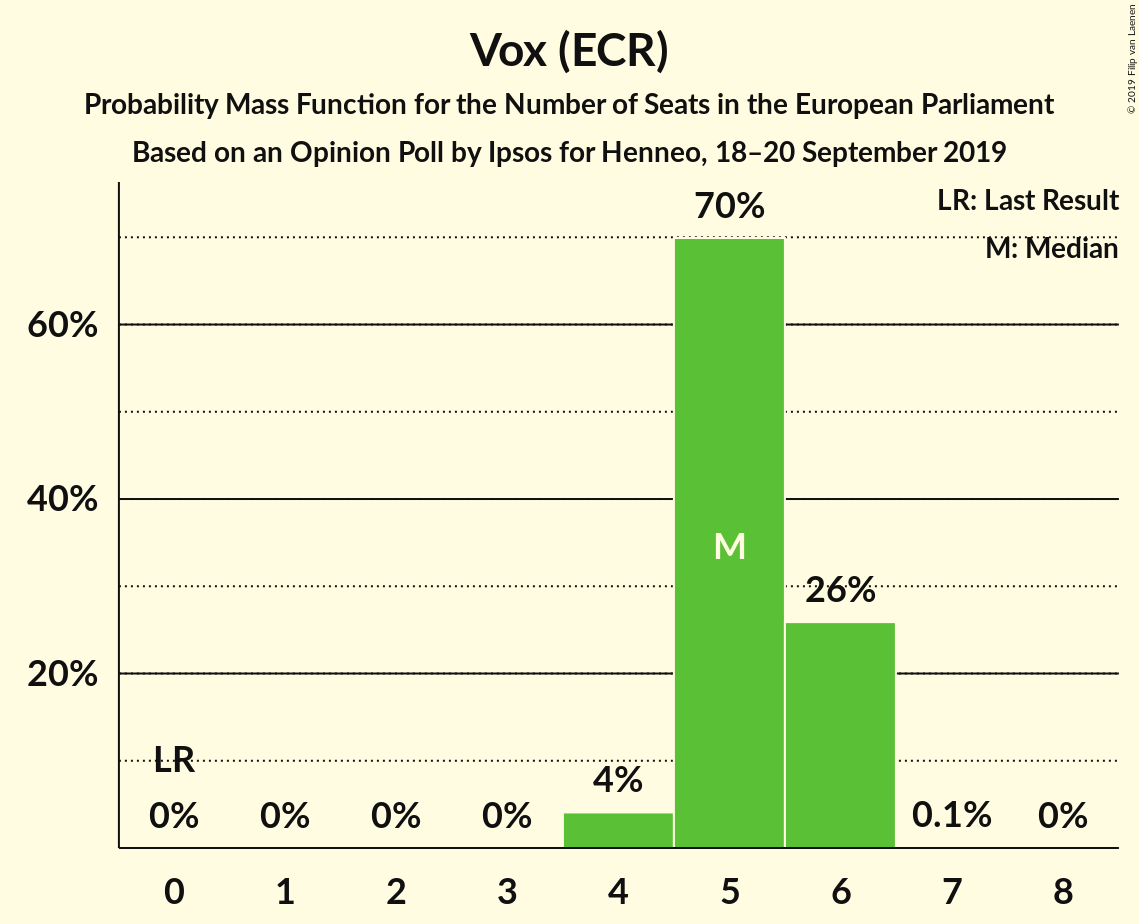 Vox (ECR)
Probability Mass Function for the Number of Seats in the European Parliament
Based on an Opinion Poll by Ipsos for Henneo, 18–20 September 2019
© 2019 Filip van Laenen
LR: Last Result
M: Median
70%
60%
40%
M
26%
20%
LR
0%
0%
0%
0%
4%
0.1%
0%
0
1
2
3
4
5
6
7
8